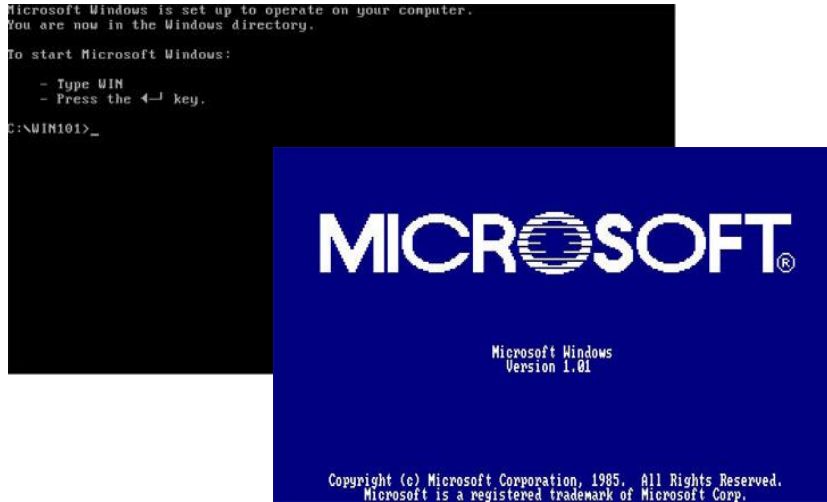 Microsoft Windows is set up to operate on your computer.
You are now in the Windows directory.
To start Microsoft Windows:
- Type WIN
- Press the ◄─┘ key.
C:\WIN101>_
MICROSOFT®
Microsoft Windows
Version 1.01
Copyright (c) Microsoft Corporation, 1985. All Rights Reserved.
Microsoft is a registered trademark of Microsoft Corp.